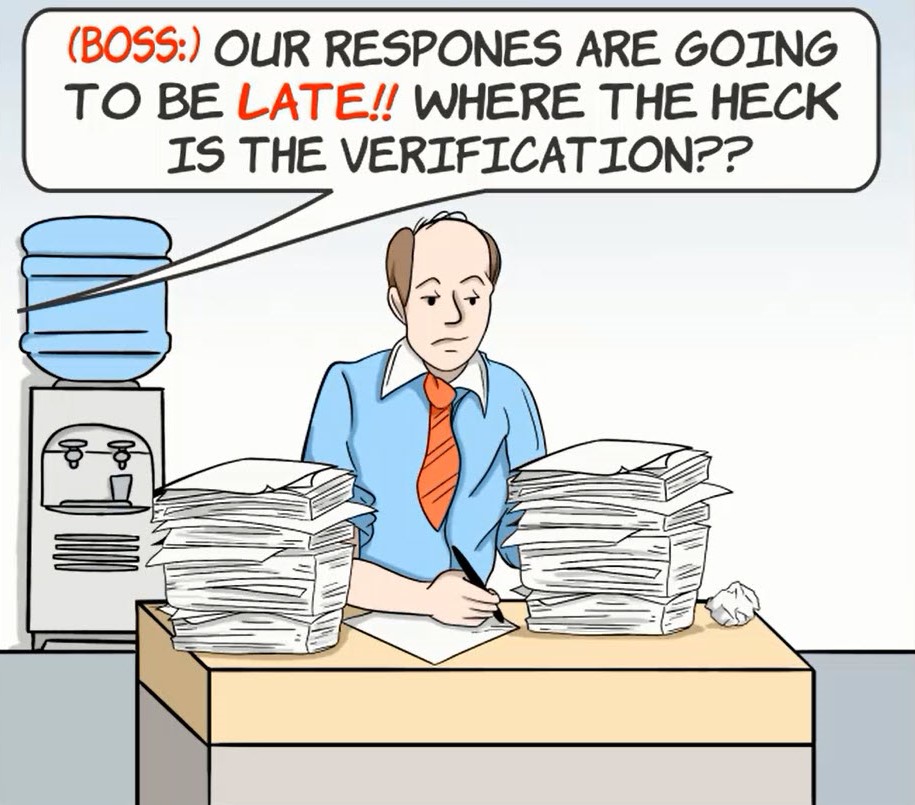 (BOSS:) OUR RESPONES ARE GOING
TO BE LATE!! WHERE THE HECK
IS THE VERIFICATION??